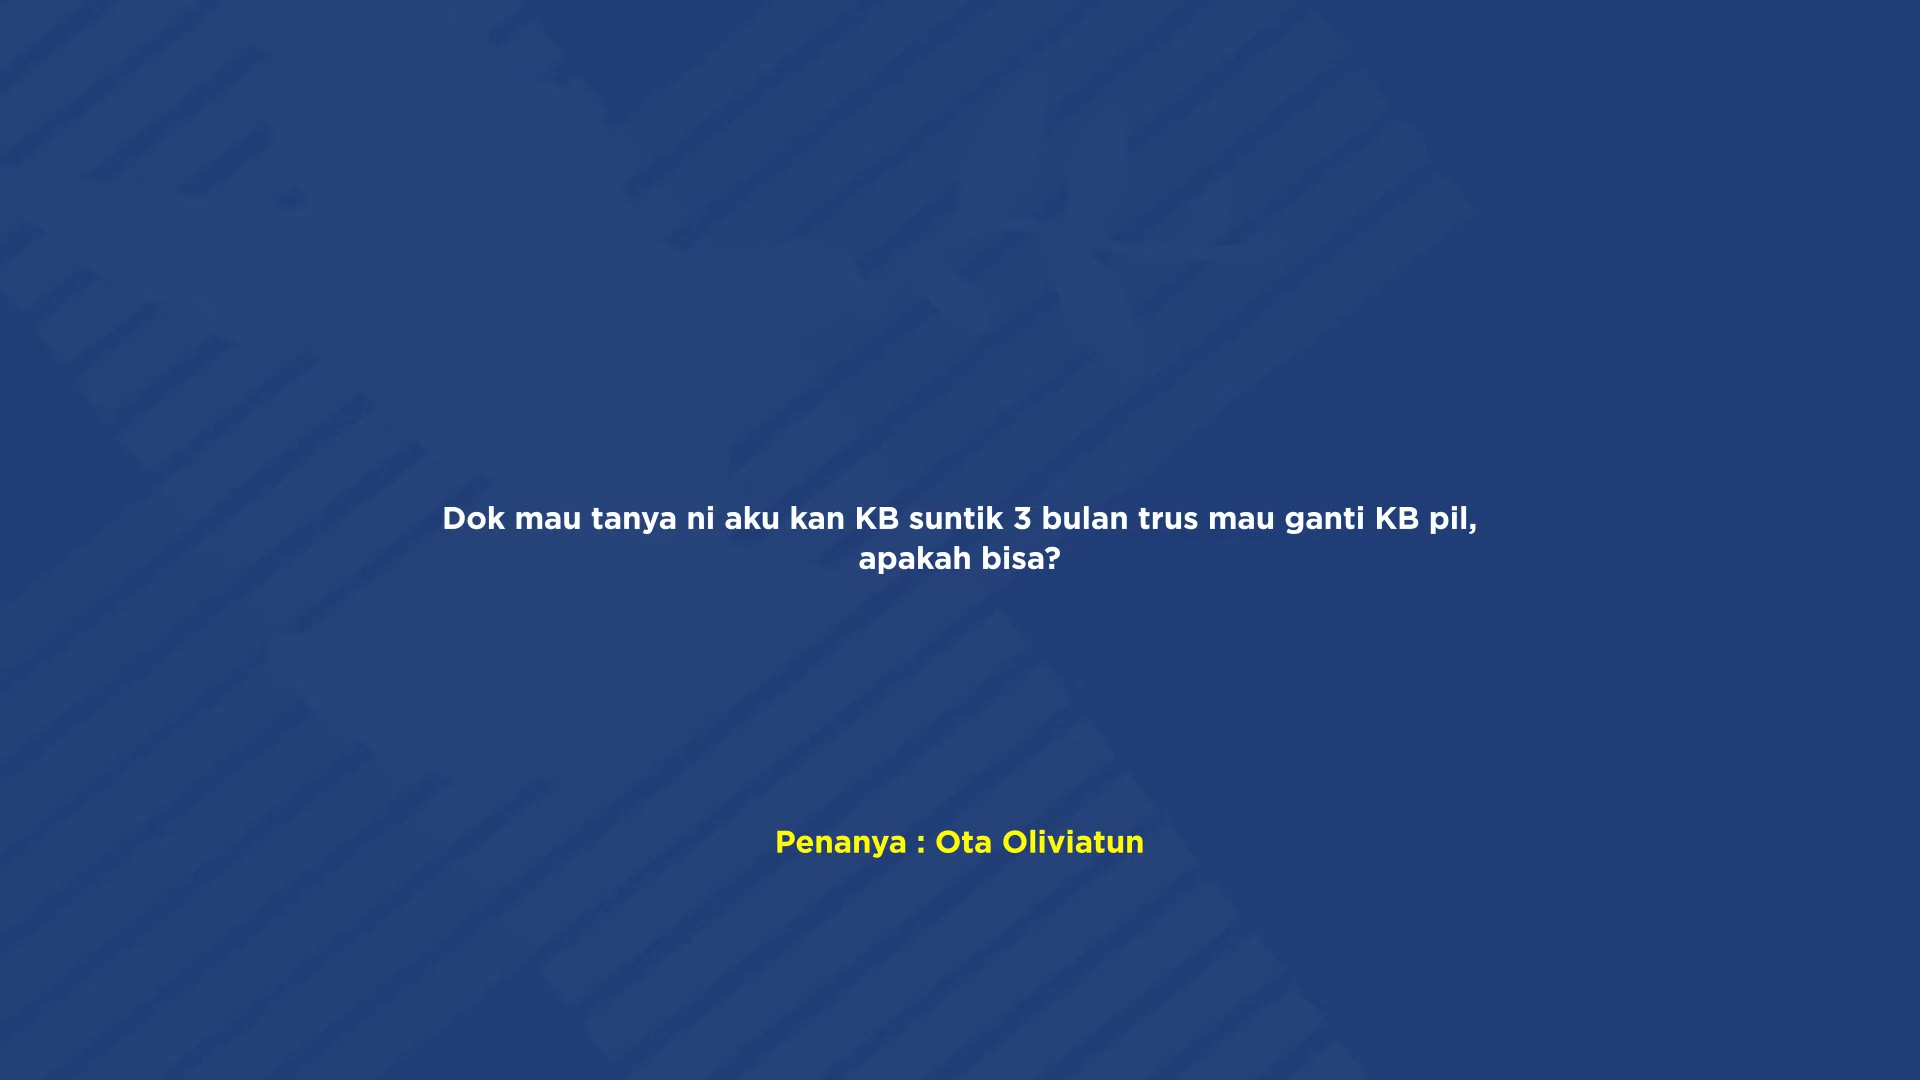 Dok mau tanya ni aku kan KB suntik 3 bulan trus mau ganti KB pil,
apakah bisa?
Penanya : Ota Oliviatun